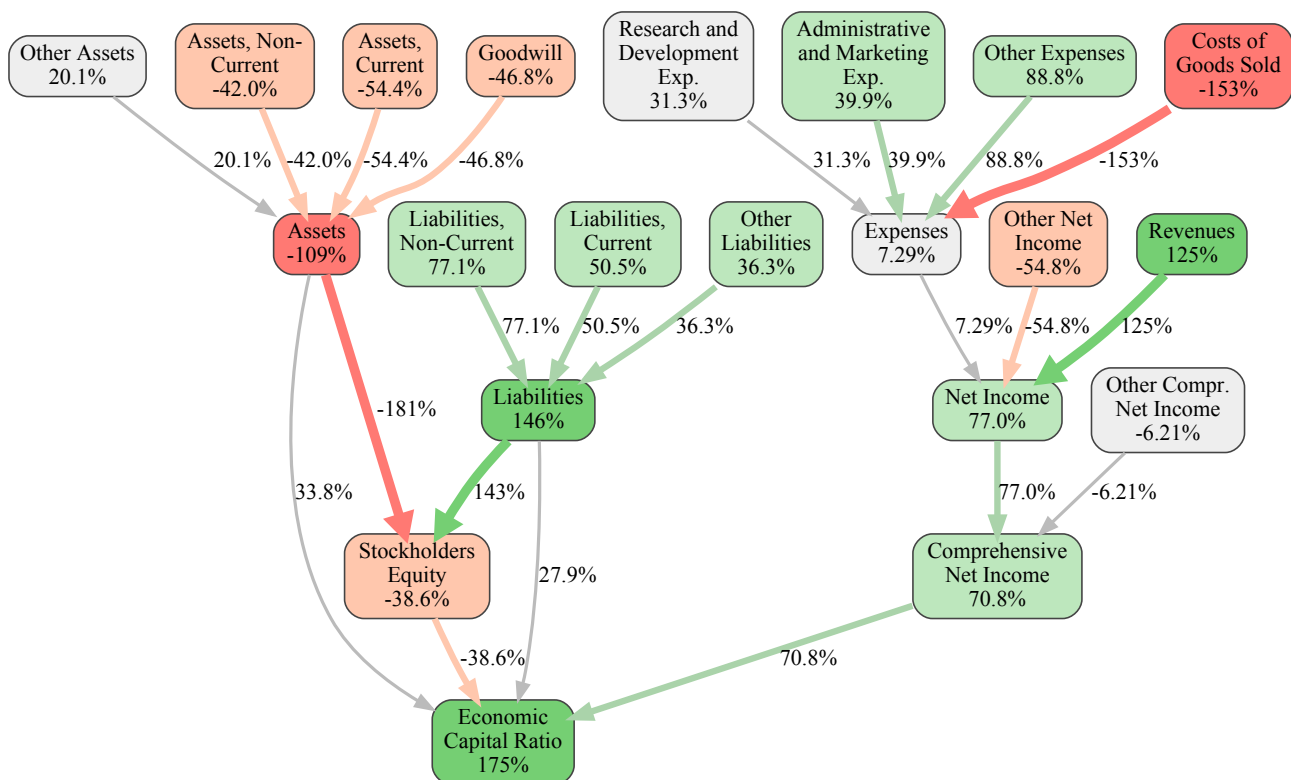 Other Assets
20.1%
Assets, Non-
Current
-42.0%
Assets,
Current
-54.4%
Goodwill
-46.8%
Research and
Development
Exp.
31.3%
Administrative
and Marketing
Exp.
39.9%
Other Expenses
88.8%
Costs of
Goods Sold
-153%
20.1%
-42.0%
-54.4%
-46.8%
31.3%
39.9%
88.8%
-153%
Assets
-109%
Liabilities,
Non-Current
77.1%
Liabilities,
Current
50.5%
Other
Liabilities
36.3%
Expenses
7.29%
Other Net
Income
-54.8%
Revenues
125%
77.1%
50.5%
36.3%
7.29%
-54.8%
125%
-181%
Liabilities
146%
Net Income
77.0%
Other Compr.
Net Income
-6.21%
33.8%
143%
77.0%
-6.21%
Stockholders
Equity
-38.6%
27.9%
Comprehensive
Net Income
70.8%
-38.6%
70.8%
Economic
Capital Ratio
175%